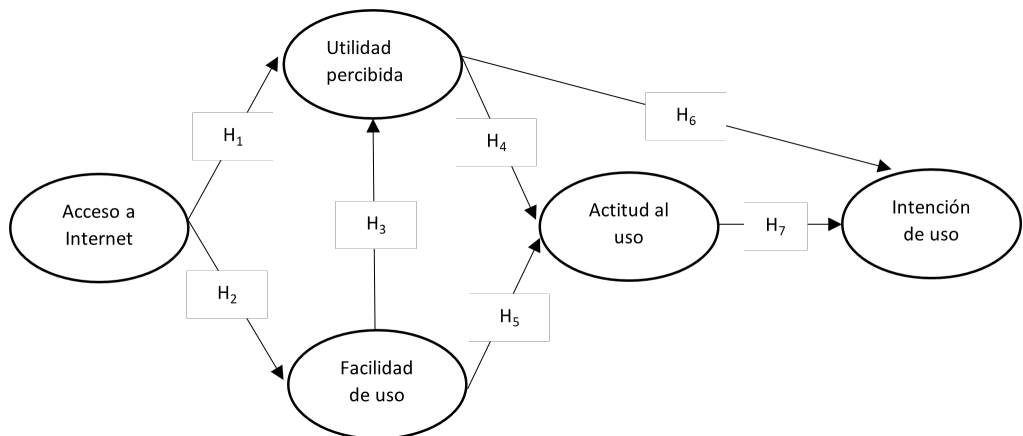 Utilidad
percibida
H₁
H₆
H₄
Acceso a
Internet
H₃
Actitud al
uso
H₇
Intención
de uso
H₂
H₅
Facilidad
de uso